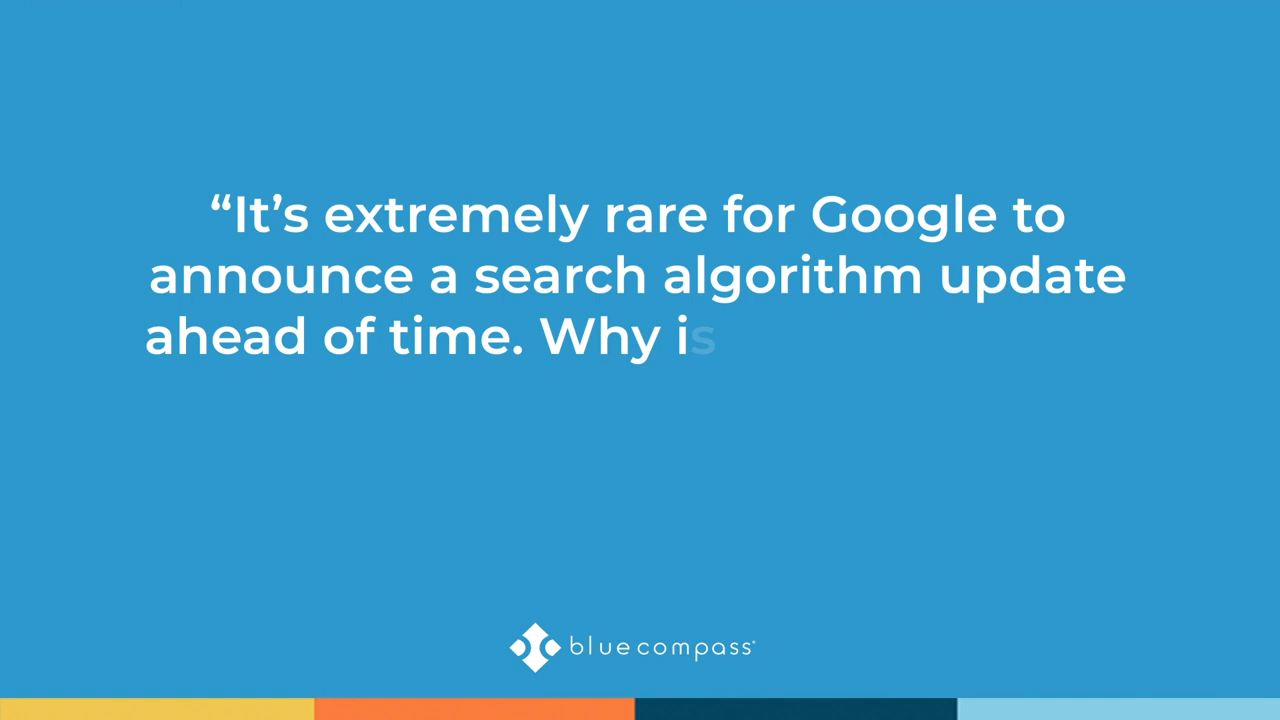 “It’s extremely rare for Google to
announce a search algorithm update
ahead of time. Why is
blue compass